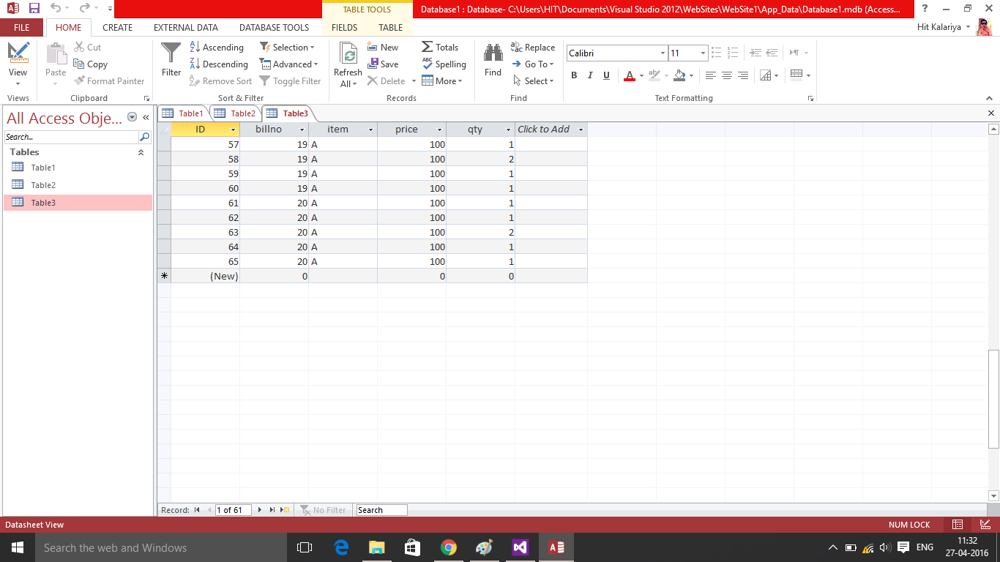 TABLE TOOLS
Database1 : Database- C:\Users\HIT\Documents\Visual Studio 2012\WebSites\WebSite1\App_Data\Database1.mdb (Access...
FILE HOME CREATE EXTERNAL DATA DATABASE TOOLS FIELDS TABLE Hit Kalariya
View
Views
Paste
Cut
Copy
Format Painter
Clipboard
Filter
Ascending
Descending
Remove Sort
Selection
Advanced
Toggle Filter
Sort & Filter
Refresh
All
New
Save
Delete
Totals
Spelling
More
Records
Find
Replace
Go To
Select
Find
Calibri 11
B I U A
Text Formatting
All Access Obje...
Search...
Tables
Table1
Table2
Table3
Table1 Table2 Table3
ID billno item price qty Click to Add
57 19 A 100 1
58 19 A 100 2
59 19 A 100 1
60 19 A 100 1
61 20 A 100 1
62 20 A 100 1
63 20 A 100 2
64 20 A 100 1
65 20 A 100 1
(New) 0 0 0
Record: 1 of 61 No Filter Search
Datasheet View NUM LOCK
Search the web and Windows
ENG
11:32
27-04-2016